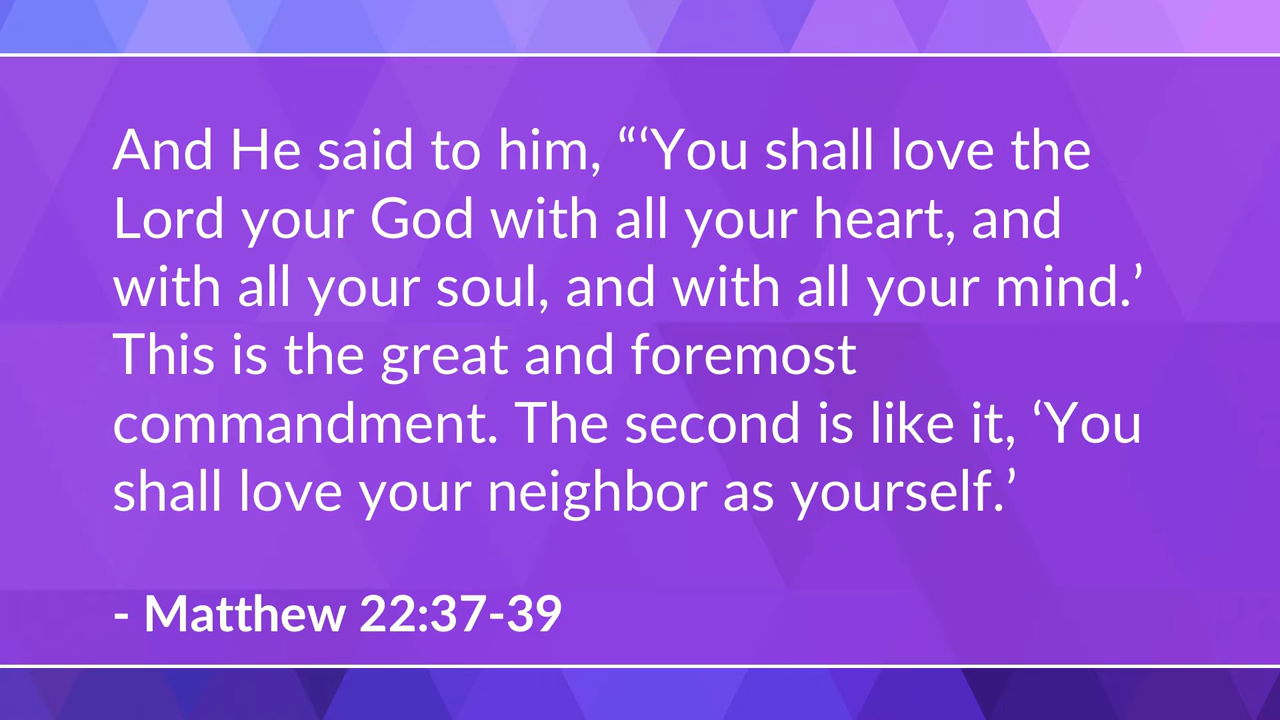 And He said to him, “‘You shall love the
Lord your God with all your heart, and
with all your soul, and with all your mind.’
This is the great and foremost
commandment. The second is like it, ‘You
shall love your neighbor as yourself.’
- Matthew 22:37-39